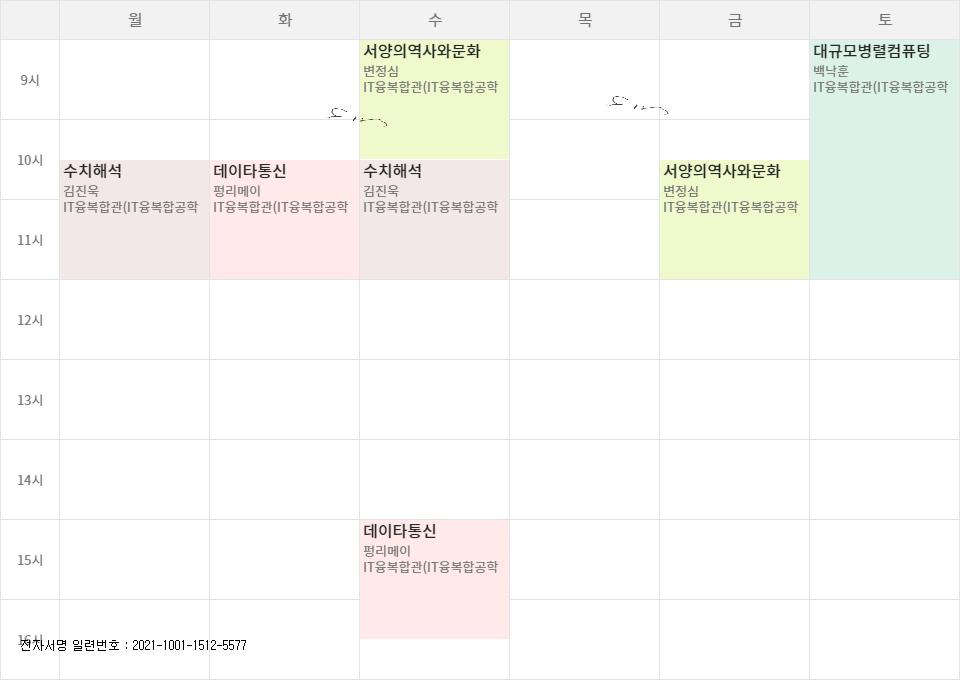 월 화 수 목 금 토
9시
서양의역사와문화
변정심
IT융복합관(IT융복합공학
대규모병렬컴퓨팅
백낙훈
IT융복합관(IT융복합공학
10시
수치해석
김진욱
IT융복합관(IT융복합공학
데이타통신
펑리메이
IT융복합관(IT융복합공학
수치해석
김진욱
IT융복합관(IT융복합공학
서양의역사와문화
변정심
IT융복합관(IT융복합공학
11시
12시
13시
14시
데이타통신
펑리메이
IT융복합관(IT융복합공학
15시
16시
전자서명 일련번호 : 2021-1001-1512-5577